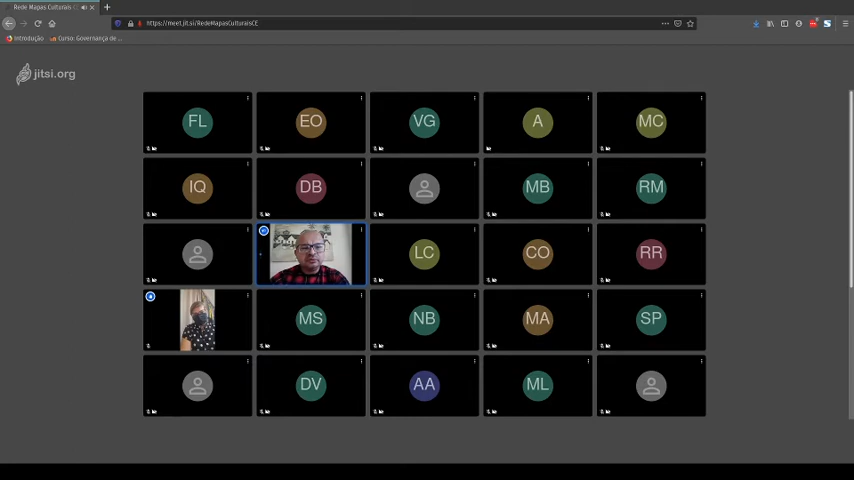 Rede Mapas Culturais
https://meet.jit.si/RedeMapasCulturaisCE
Introdução
Curso: Governança de ...
jitsi.org
FL EO VG A MC
IQ DB MB RM
LC CO RR
MS NB MA SP
DV AA ML